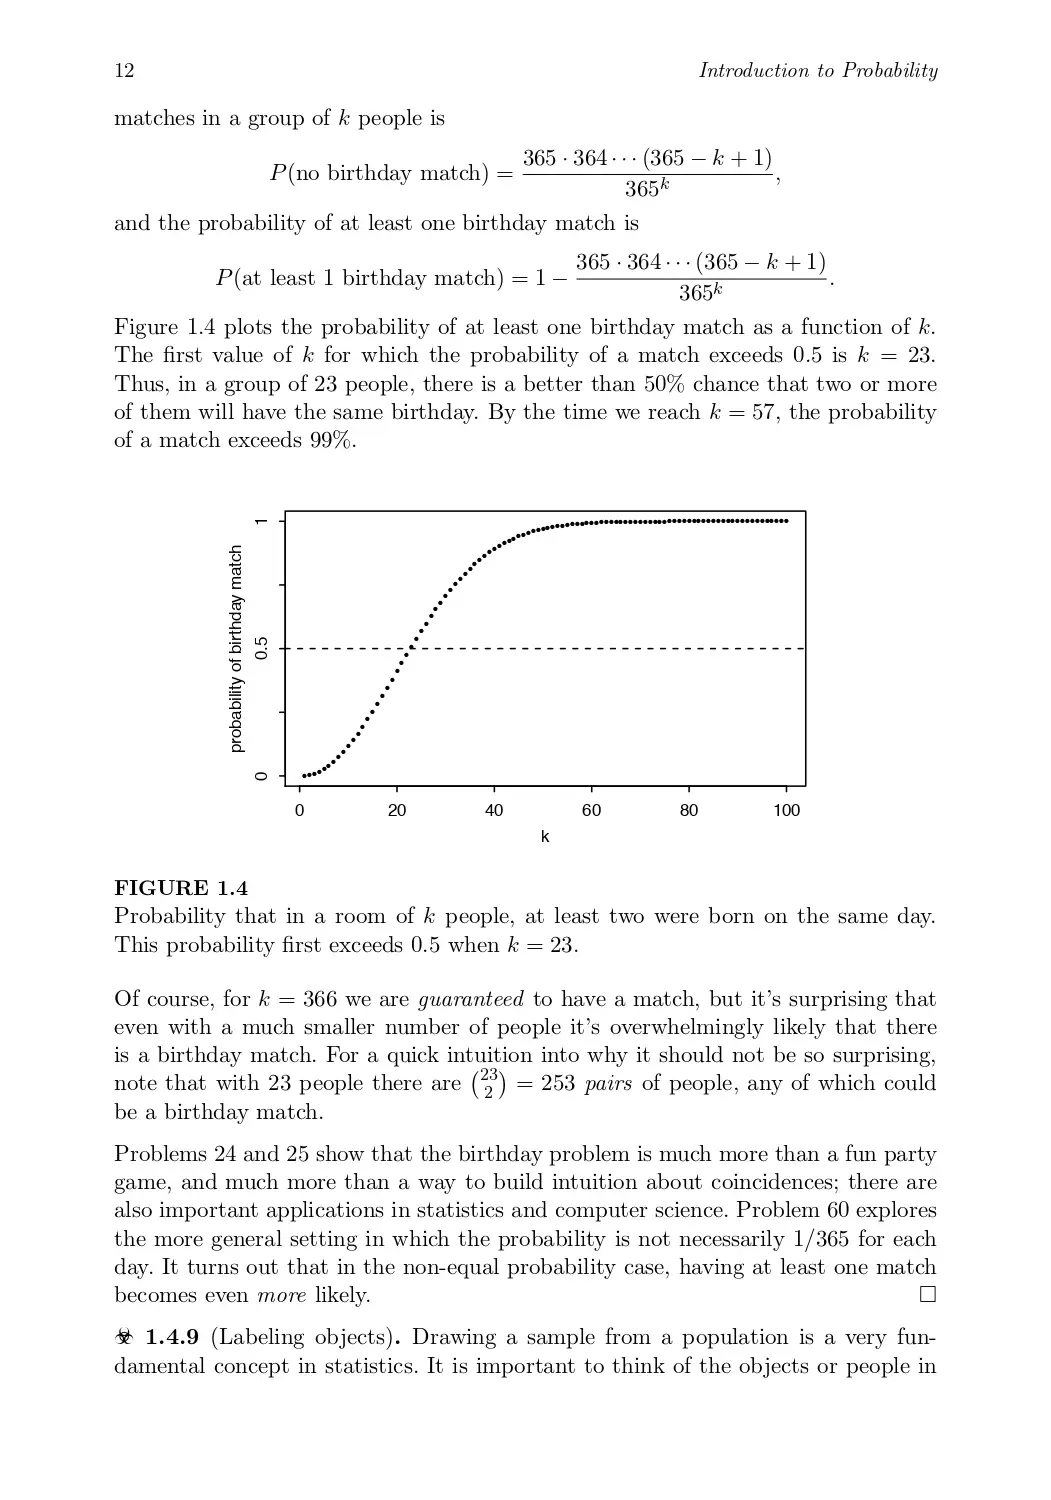 12 Introduction to Probability
matches in a group of k people is
P(no birthday match) = 365 · 364 · · · (365 − k + 1) / 365^k,
and the probability of at least one birthday match is
P(at least 1 birthday match) = 1 − 365 · 364 · · · (365 − k + 1) / 365^k.
Figure 1.4 plots the probability of at least one birthday match as a function of k.
The first value of k for which the probability of a match exceeds 0.5 is k = 23.
Thus, in a group of 23 people, there is a better than 50% chance that two or more
of them will have the same birthday. By the time we reach k = 57, the probability
of a match exceeds 99%.
probability of birthday match
1
0.5
0
0 20 40 60 80 100
k
FIGURE 1.4
Probability that in a room of k people, at least two were born on the same day.
This probability first exceeds 0.5 when k = 23.
Of course, for k = 366 we are guaranteed to have a match, but it's surprising that
even with a much smaller number of people it's overwhelmingly likely that there
is a birthday match. For a quick intuition into why it should not be so surprising,
note that with 23 people there are (23 2) = 253 pairs of people, any of which could
be a birthday match.
Problems 24 and 25 show that the birthday problem is much more than a fun party
game, and much more than a way to build intuition about coincidences; there are
also important applications in statistics and computer science. Problem 60 explores
the more general setting in which the probability is not necessarily 1/365 for each
day. It turns out that in the non-equal probability case, having at least one match
becomes even more likely. □
☣ 1.4.9 (Labeling objects). Drawing a sample from a population is a very fun-
damental concept in statistics. It is important to think of the objects or people in